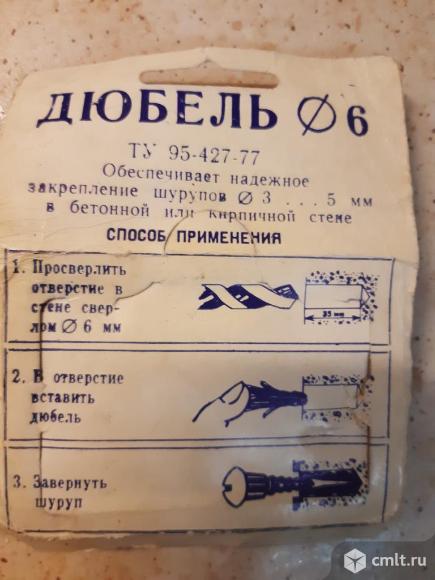 ДЮБЕЛЬ ∅ 6
ТУ 95-427-77
Обеспечивает надежное
закрепление шурупов ∅ 3 . . . 5 мм
в бетонной или кирпичной стене
СПОСОБ ПРИМЕНЕНИЯ
1. Просверлить
отверстие в
стене свер-
лом ∅ 6 мм
35 мм
2. В отверстие
вставить
дюбель
3. Завернуть
шуруп
cmlt.ru